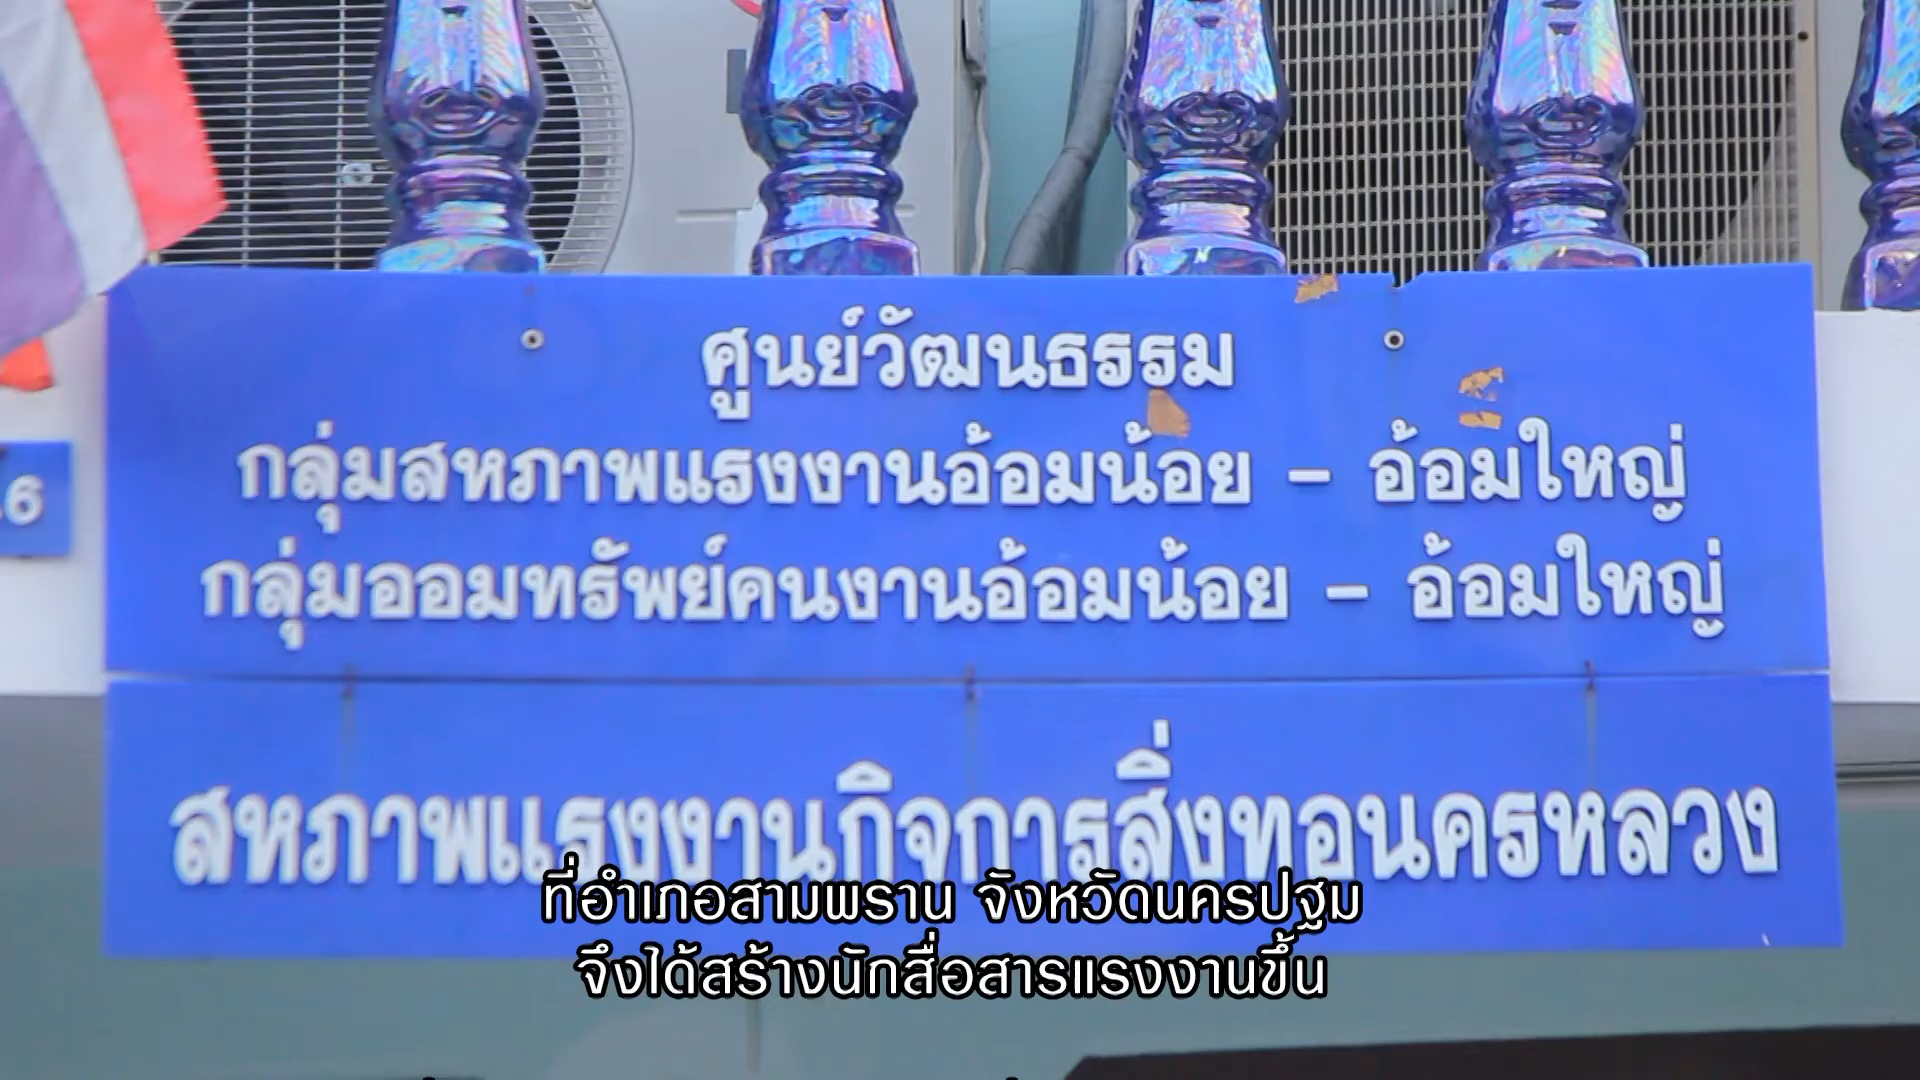 ศูนย์วัฒนธรรม
กลุ่มสหภาพแรงงานอ้อมน้อย - อ้อมใหญ่
กลุ่มออมทรัพย์คนงานอ้อมน้อย - อ้อมใหญ่
6
สหภาพแรงงานกิจการสิ่งทอนครหลวง
ที่อำเภอสามพราน จังหวัดนครปฐม
จึงได้สร้างนักสื่อสารแรงงานขึ้น